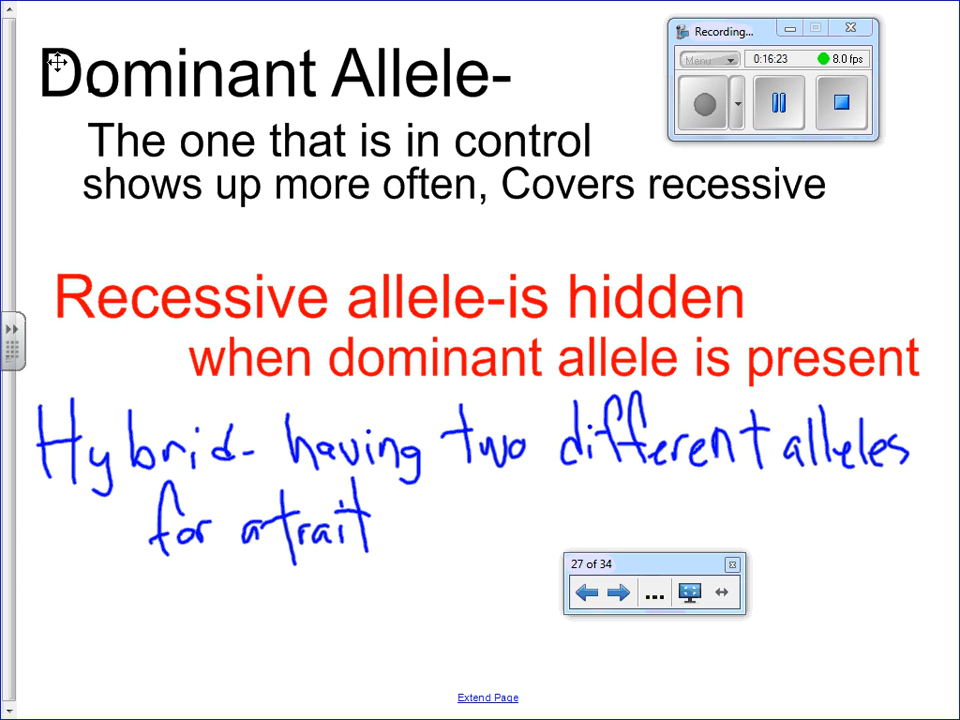 Dominant Allele-
The one that is in control
shows up more often, Covers recessive
Recessive allele-is hidden
when dominant allele is present
Hybrid- having two different alleles
for a trait
Recording...
Menu
0:16:23
8.0 fps
27 of 34
...
Extend Page